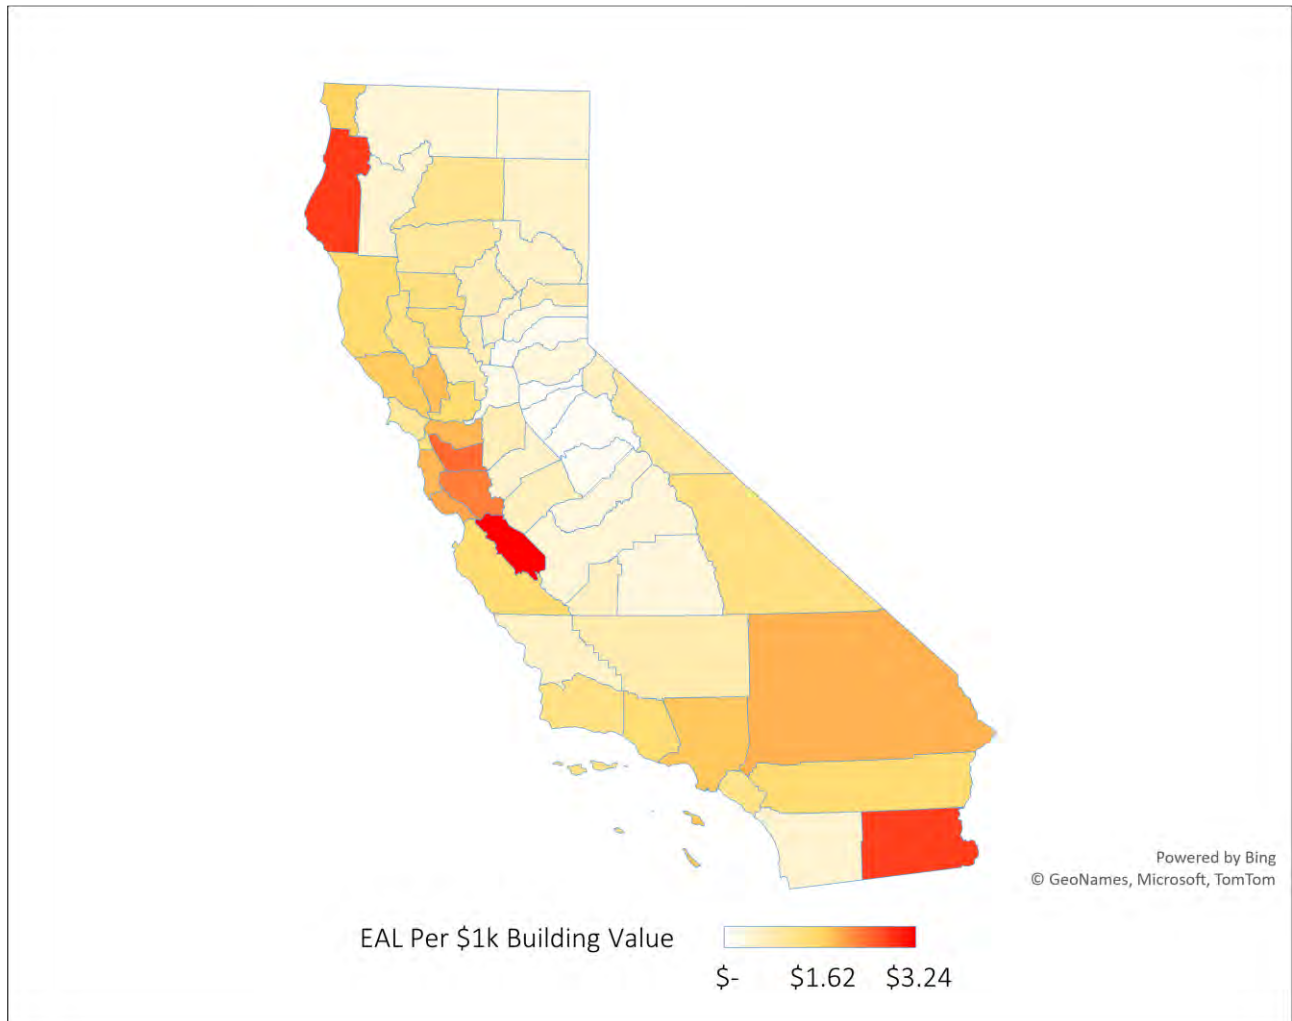 Powered by Bing
© GeoNames, Microsoft, TomTom
EAL Per $1k Building Value
$- $1.62 $3.24